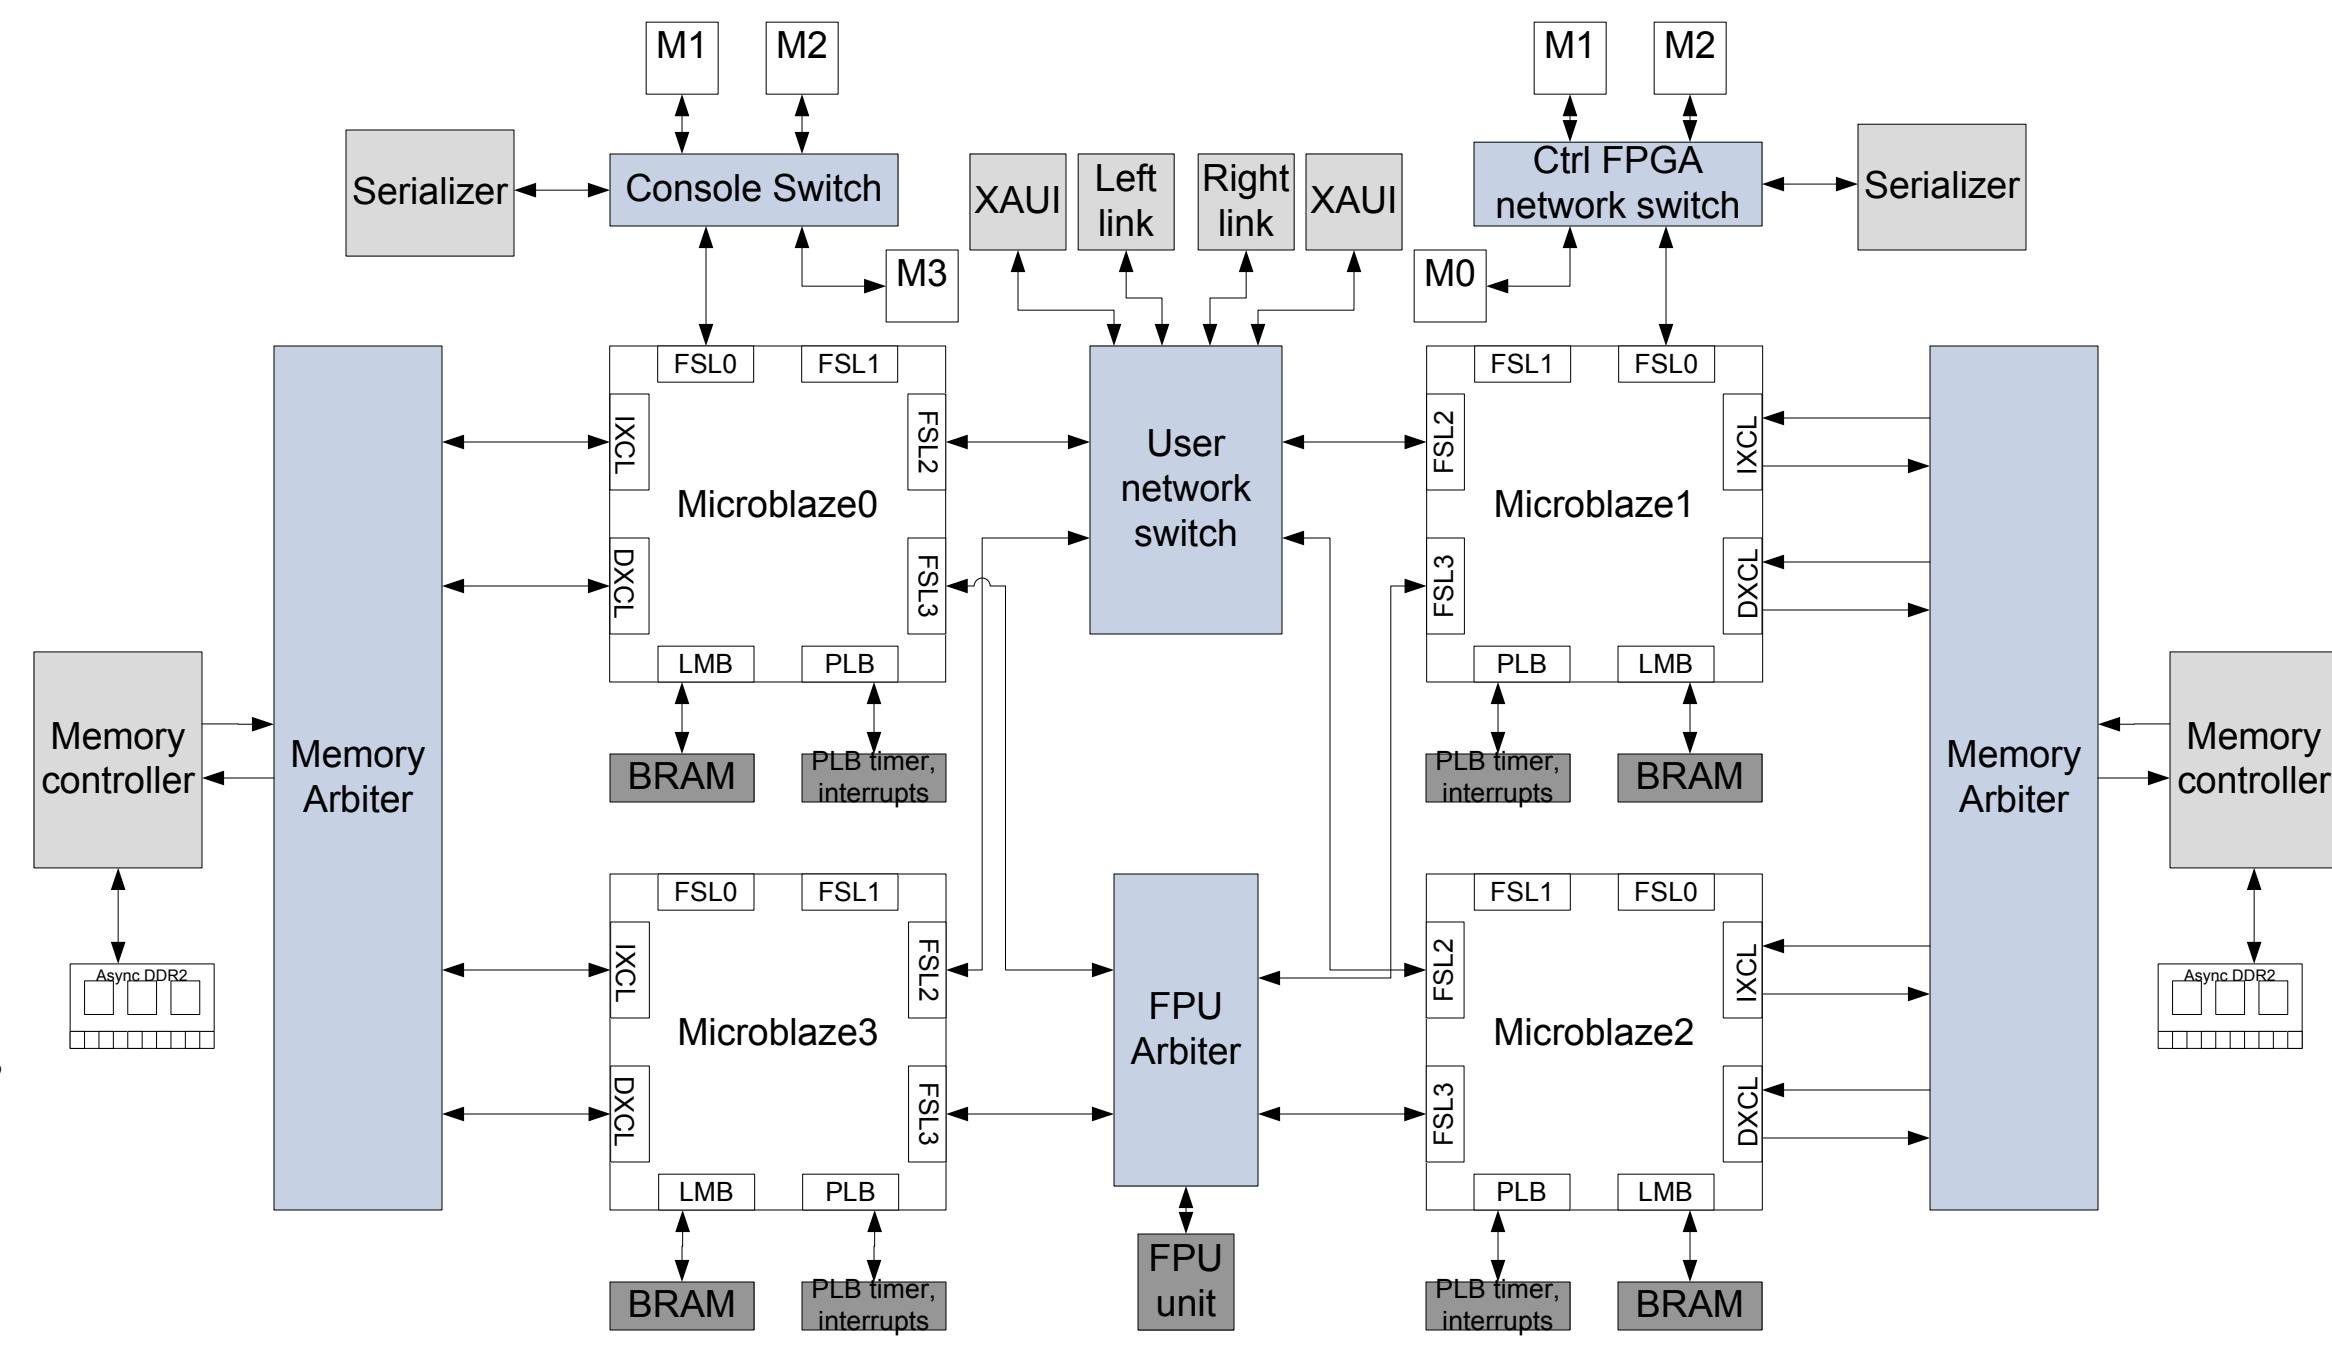 M1
M2
M1
M2
Serializer
Console Switch
XAUI
Left
link
Right
link
XAUI
Ctrl FPGA
network switch
Serializer
M3
M0
Memory
controller
Async DDR2
Memory
Arbiter
FSL0
FSL1
IXCL
FSL2
Microblaze0
DXCL
FSL3
LMB
PLB
BRAM
PLB timer,
interrupts
User
network
switch
FSL1
FSL0
FSL2
IXCL
Microblaze1
FSL3
DXCL
PLB
LMB
PLB timer,
interrupts
BRAM
Memory
Arbiter
Memory
controller
Async DDR2
FSL0
FSL1
IXCL
FSL2
Microblaze3
DXCL
FSL3
LMB
PLB
BRAM
PLB timer,
interrupts
FPU
Arbiter
FPU
unit
FSL1
FSL0
FSL2
IXCL
Microblaze2
FSL3
DXCL
PLB
LMB
PLB timer,
interrupts
BRAM